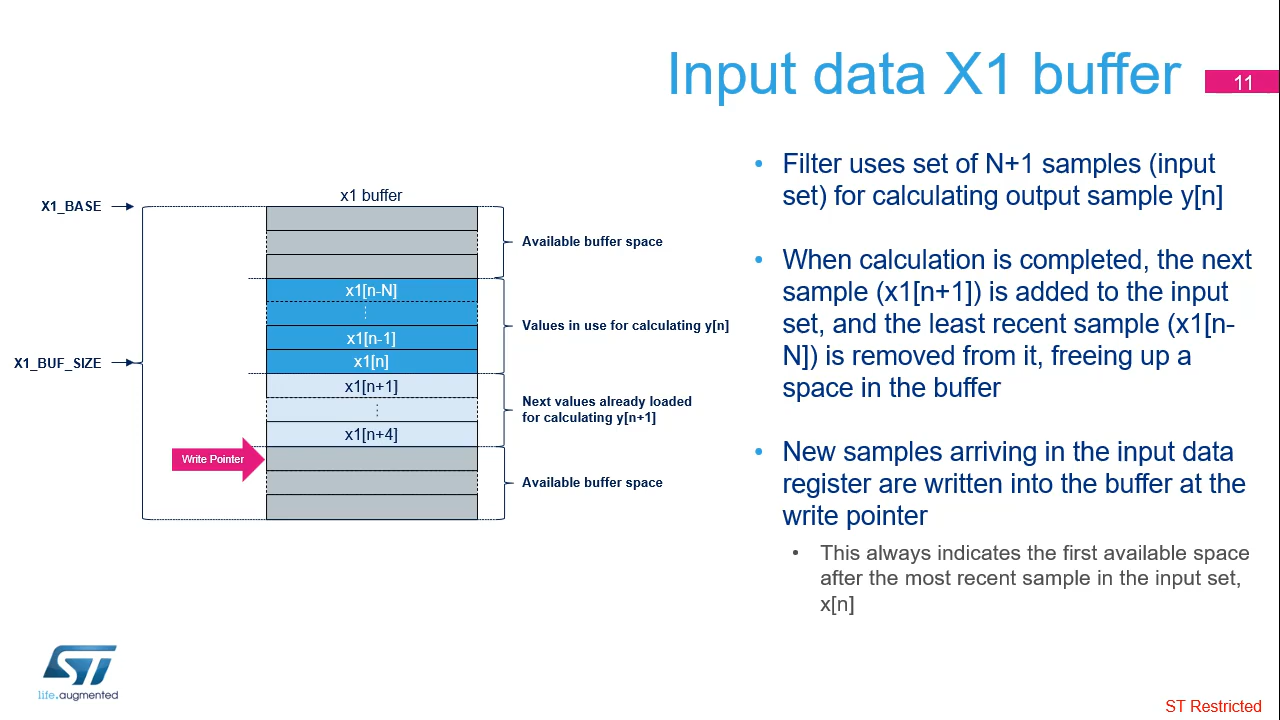 Input data X1 buffer
11
x1 buffer
X1_BASE
Available buffer space
x1[n-N]
⋮
Values in use for calculating y[n]
x1[n-1]
X1_BUF_SIZE
x1[n]
x1[n+1]
⋮
Next values already loaded
for calculating y[n+1]
x1[n+4]
Write Pointer
Available buffer space
• Filter uses set of N+1 samples (input
set) for calculating output sample y[n]
• When calculation is completed, the next
sample (x1[n+1]) is added to the input
set, and the least recent sample (x1[n-
N]) is removed from it, freeing up a
space in the buffer
• New samples arriving in the input data
register are written into the buffer at the
write pointer
• This always indicates the first available space
after the most recent sample in the input set,
x[n]
ST
life.augmented
ST Restricted